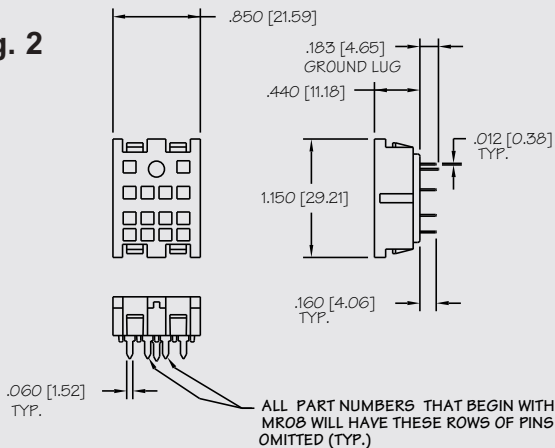 g. 2
.850 [21.59]
.183 [4.65]
GROUND LUG
.440 [11.18]
.012 [0.38]
TYP.
1.150 [29.21]
.160 [4.06]
TYP.
.060 [1.52]
TYP.
ALL PART NUMBERS THAT BEGIN WITH
MR08 WILL HAVE THESE ROWS OF PINS
OMITTED (TYP.)